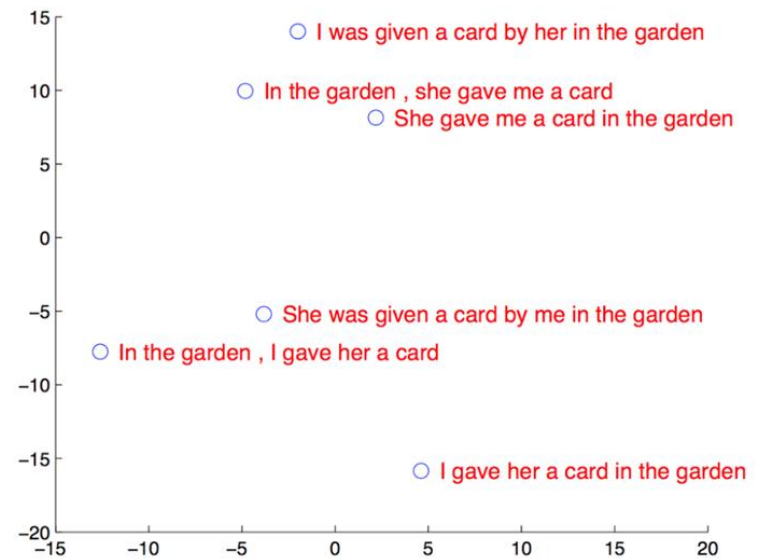 15
I was given a card by her in the garden
10
In the garden , she gave me a card
She gave me a card in the garden
5
0
−5
She was given a card by me in the garden
In the garden , I gave her a card
−10
−15
I gave her a card in the garden
−20
−15 −10 −5 0 5 10 15 20